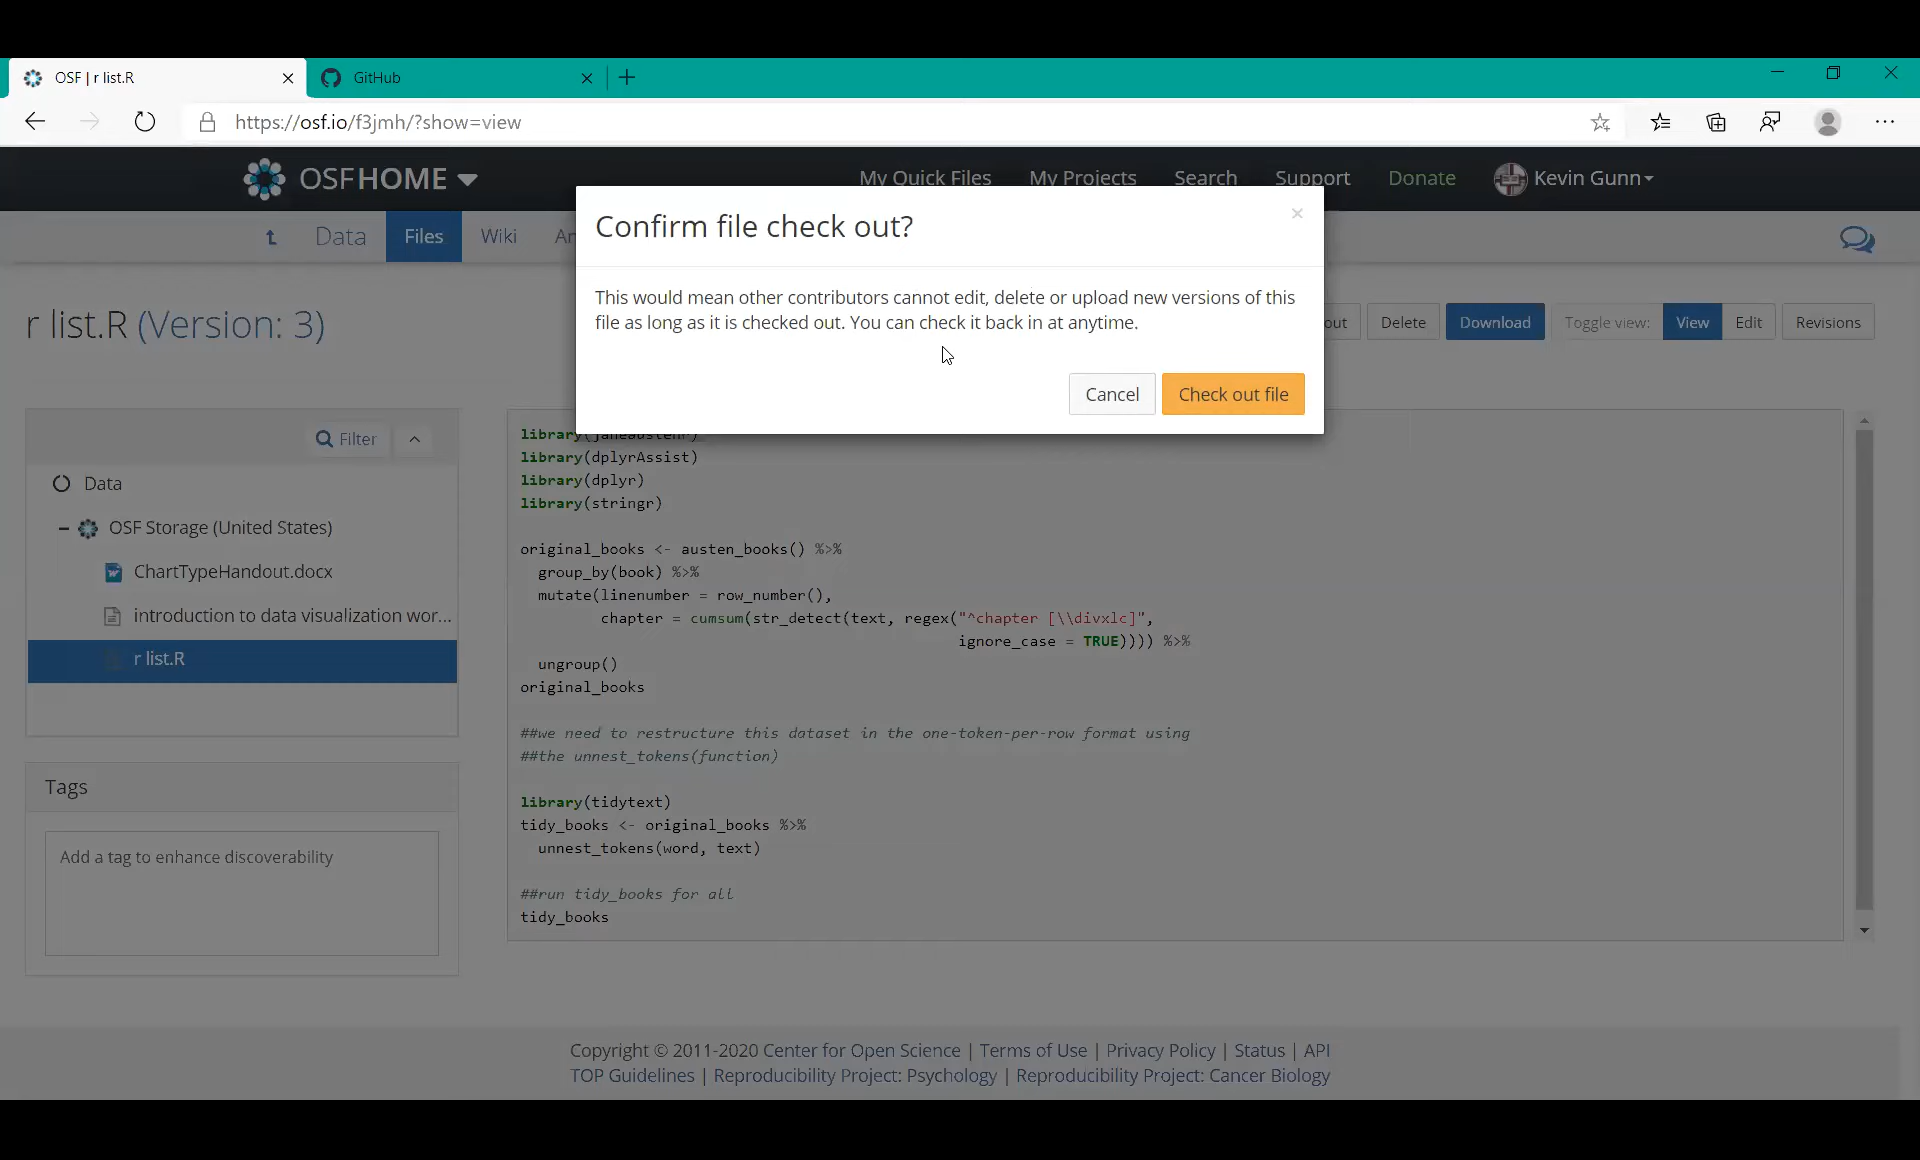 OSF | r list.R
GitHub
https://osf.io/f3jmh/?show=view
OSFHOME
My Quick Files
My Projects
Search
Support
Donate
Kevin Gunn
Data
Files
Wiki
An
Confirm file check out?
This would mean other contributors cannot edit, delete or upload new versions of this
file as long as it is checked out. You can check it back in at anytime.
Cancel
Check out file
r list.R (Version: 3)
out
Delete
Download
Toggle view:
View
Edit
Revisions
Filter
Data
OSF Storage (United States)
ChartTypeHandout.docx
introduction to data visualization wor...
r list.R
Tags
Add a tag to enhance discoverability
library(janeaustenr)
library(dplyrAssist)
library(dplyr)
library(stringr)
original_books <- austen_books() %>%
group_by(book) %>%
mutate(linenumber = row_number(),
chapter = cumsum(str_detect(text, regex("^chapter [\\divxlc]",
ignore_case = TRUE)))) %>%
ungroup()
original_books
##we need to restructure this dataset in the one-token-per-row format using
##the unnest_tokens(function)
library(tidytext)
tidy_books <- original_books %>%
unnest_tokens(word, text)
##run tidy_books for all
tidy_books
Copyright © 2011-2020 Center for Open Science | Terms of Use | Privacy Policy | Status | API
TOP Guidelines | Reproducibility Project: Psychology | Reproducibility Project: Cancer Biology